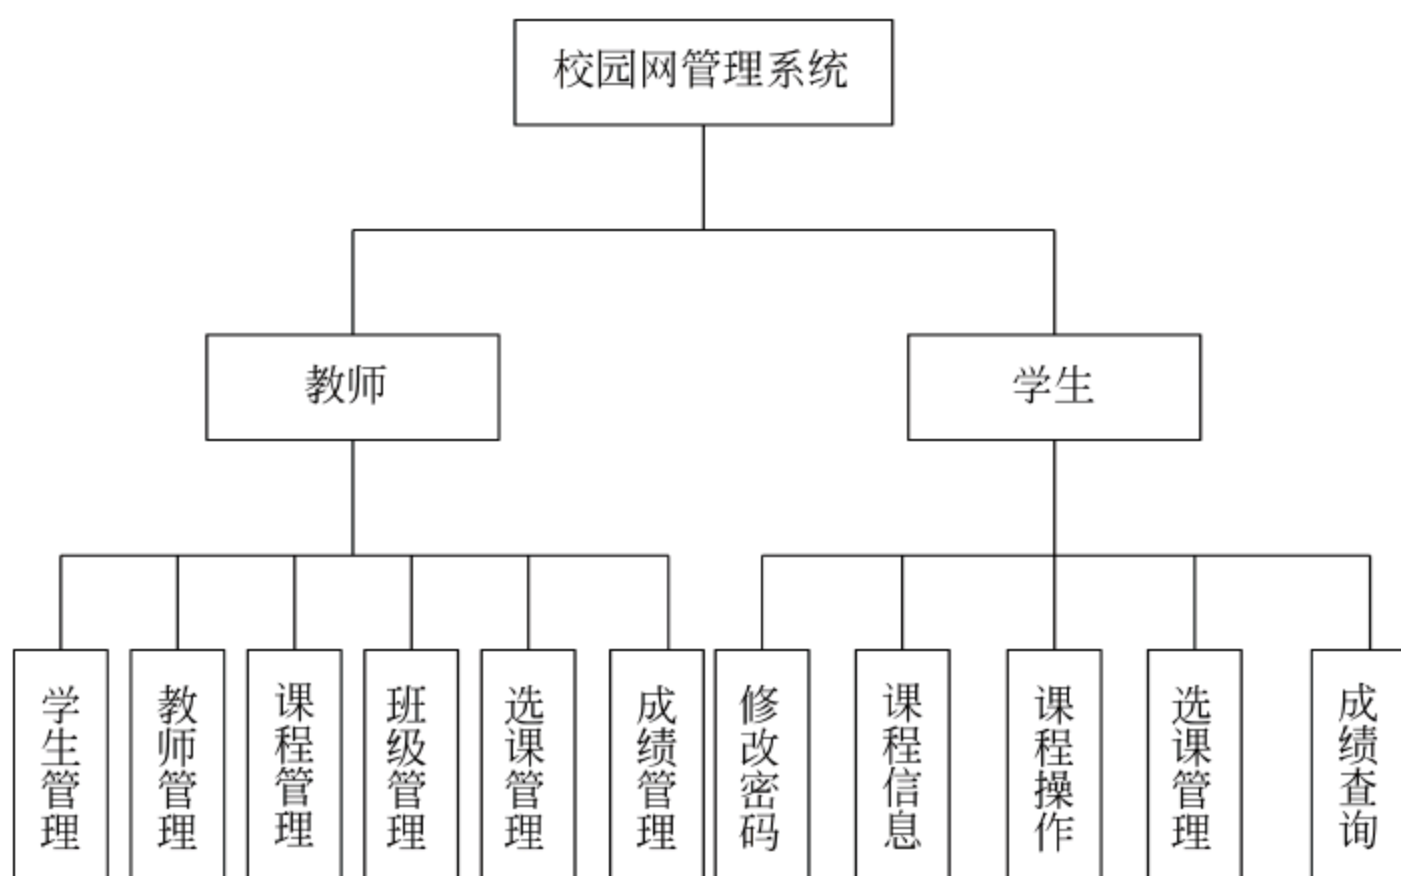 校园网管理系统
教师
学生
学生管理
教师管理
课程管理
班级管理
选课管理
成绩管理
修改密码
课程信息
课程操作
选课管理
成绩查询